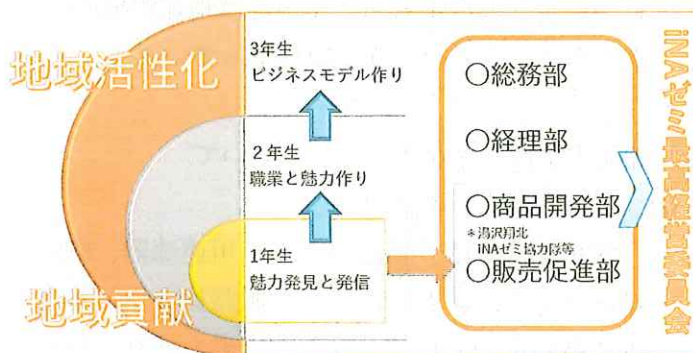 地域活性化
地域貢献
3年生
ビジネスモデル作り
2年生
職業と魅力作り
1年生
魅力発見と発信
○総務部
○経理部
○商品開発部
*湯沢翔北
iNAゼミ協力隊等
○販売促進部
iNAゼミ最高経営委員会